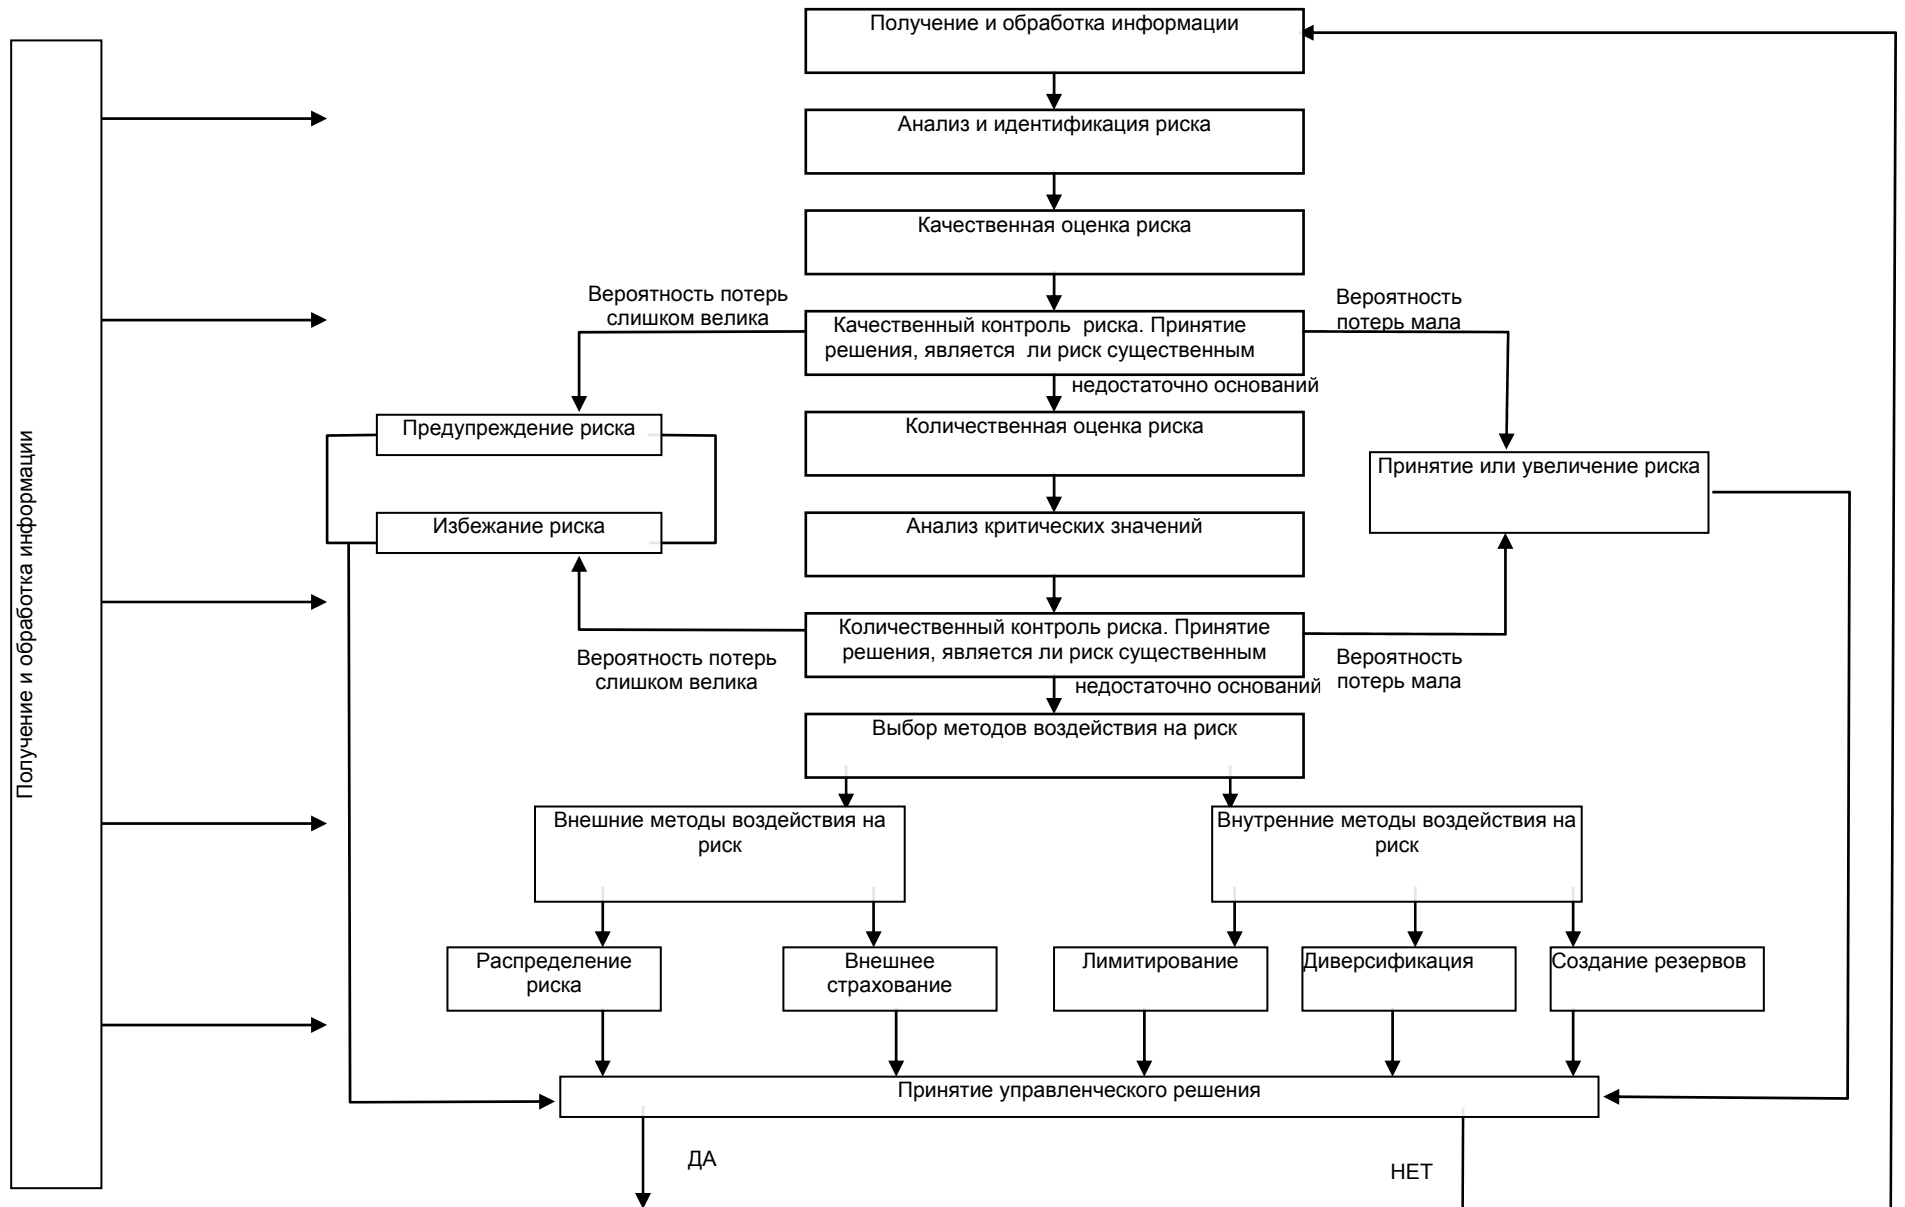 Получение и обработка информации
Получение и обработка информации
Анализ и идентификация риска
Качественная оценка риска
Вероятность потерь
слишком велика
Вероятность
потерь мала
Качественный контроль риска. Принятие
решения, является ли риск существенным
недостаточно оснований
Предупреждение риска
Количественная оценка риска
Принятие или увеличение риска
Избежание риска
Анализ критических значений
Количественный контроль риска. Принятие
решения, является ли риск существенным
Вероятность потерь
слишком велика
Вероятность
потерь мала
недостаточно оснований
Выбор методов воздействия на риск
Внешние методы воздействия на
риск
Внутренние методы воздействия на
риск
Распределение
риска
Внешнее
страхование
Лимитирование
Диверсификация
Создание резервов
Принятие управленческого решения
ДА
НЕТ